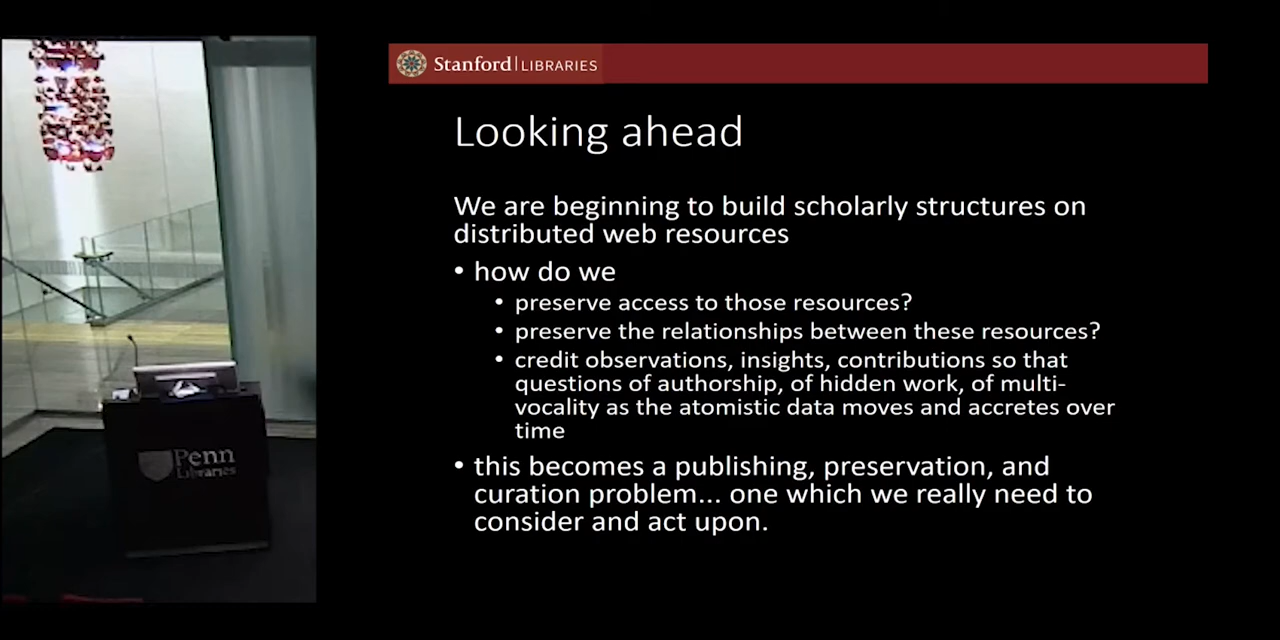 Stanford | LIBRARIES
Looking ahead
We are beginning to build scholarly structures on
distributed web resources
• how do we
• preserve access to those resources?
• preserve the relationships between these resources?
• credit observations, insights, contributions so that
questions of authorship, of hidden work, of multi-
vocality as the atomistic data moves and accretes over
time
• this becomes a publishing, preservation, and
curation problem... one which we really need to
consider and act upon.
Penn
Libraries